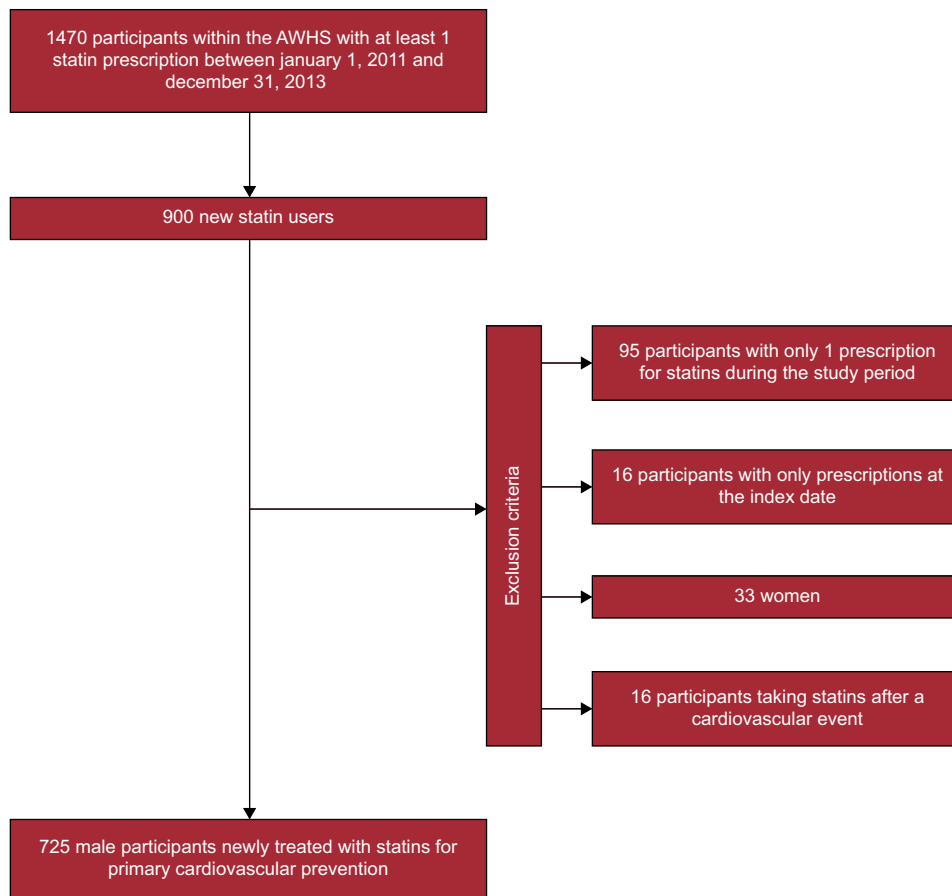 1470 participants within the AWHS with at least 1
statin prescription between january 1, 2011 and
december 31, 2013
900 new statin users
Exclusion criteria
95 participants with only 1 prescription
for statins during the study period
16 participants with only prescriptions at
the index date
33 women
16 participants taking statins after a
cardiovascular event
725 male participants newly treated with statins for
primary cardiovascular prevention